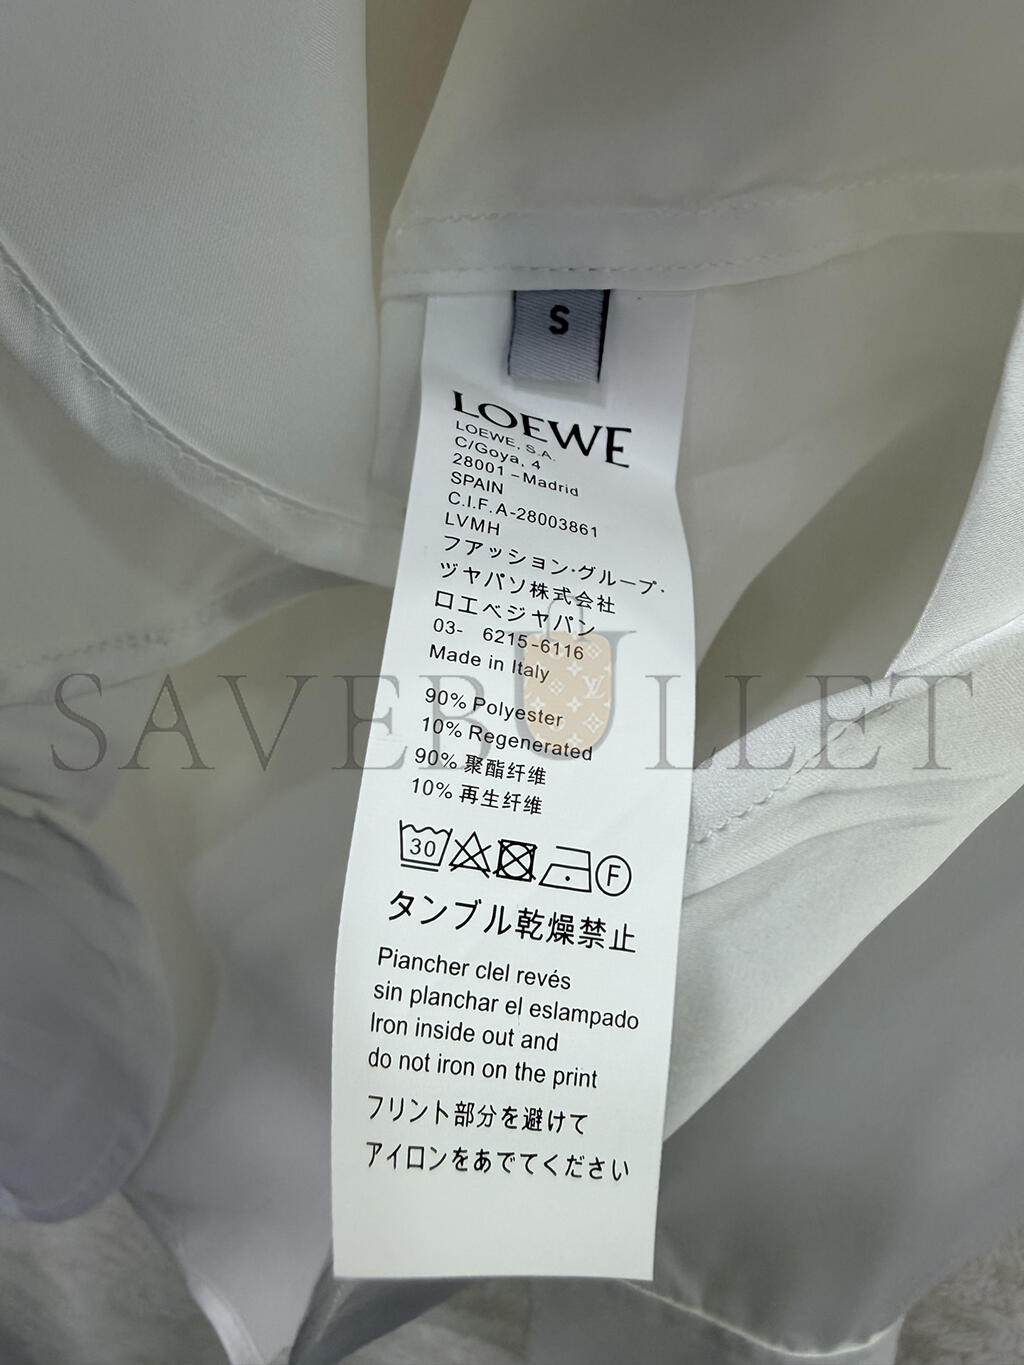 S
LOEWE
LOEWE, S.A.
C/Goya, 4
28001 -Madrid
SPAIN
C.I.F.A-28003861
LVMH
フアッション·グループ·
ヅヤパソ株式会社
口エベジャパン
03- 6215-6116
Made in Italy
90% Polyester
10% Regenerated
90% 聚酯纤维
10% 再生纤维
30 F
タンブル乾燥禁止
Piancher clel revés
sin planchar el eslampado
Iron inside out and
do not iron on the print
フリント部分を避けて
アイロンをあでてください
SAVEBULLET